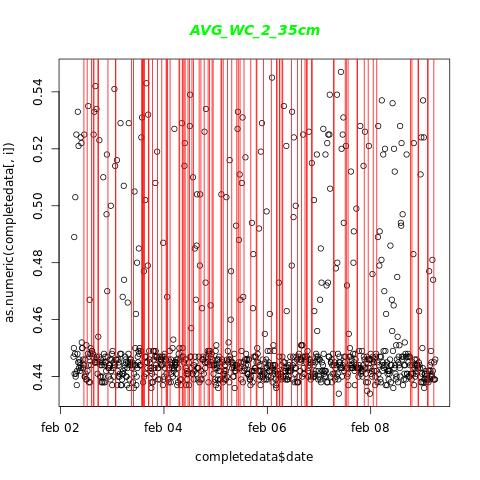 AVG_WC_2_35cm
as.numeric(completedata[, i])
0.54
0.52
0.50
0.48
0.46
0.44
feb 02
feb 04
feb 06
feb 08
completedata$date